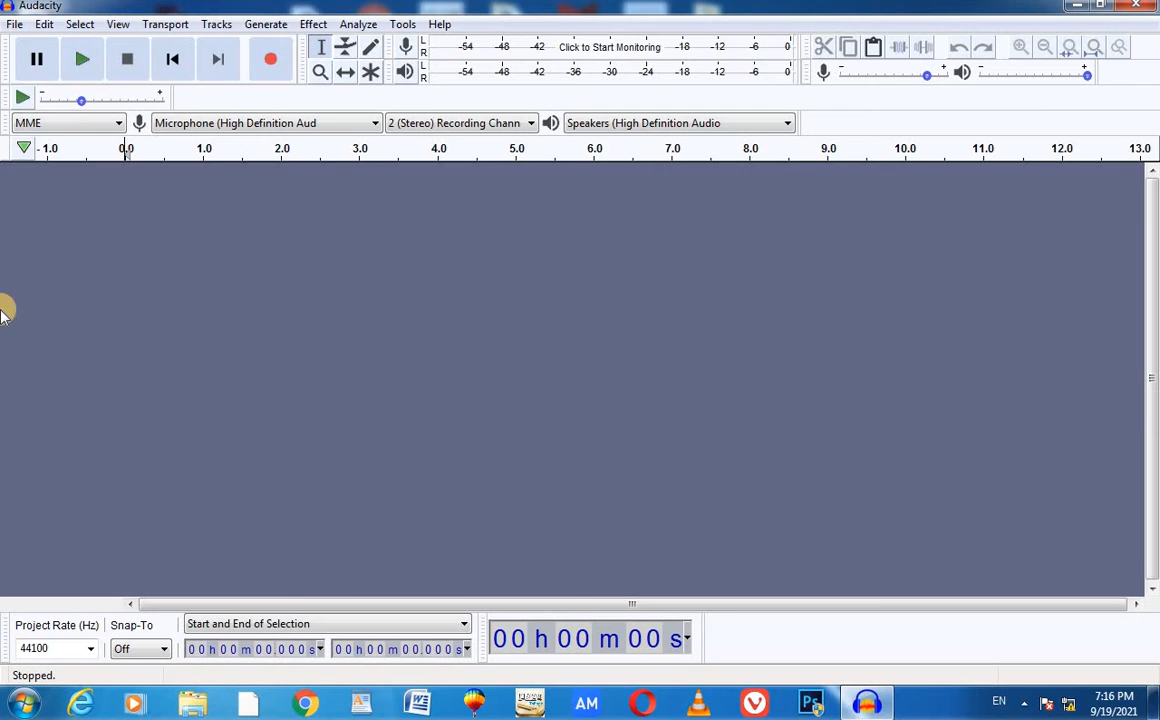 Audacity
File Edit Select View Transport Tracks Generate Effect Analyze Tools Help
L R -54 -48 -42 Click to Start Monitoring -18 -12 -6 0
L R -54 -48 -42 -36 -30 -24 -18 -12 -6 0
MME Microphone (High Definition Aud 2 (Stereo) Recording Chann Speakers (High Definition Audio
-1.0 0.0 1.0 2.0 3.0 4.0 5.0 6.0 7.0 8.0 9.0 10.0 11.0 12.0 13.0
Project Rate (Hz) Snap-To Start and End of Selection
44100 Off 00 h 00 m 00.000 s 00 h 00 m 00.000 s 00 h 00 m 00 s
Stopped.
AM EN 7:16 PM
9/19/2021